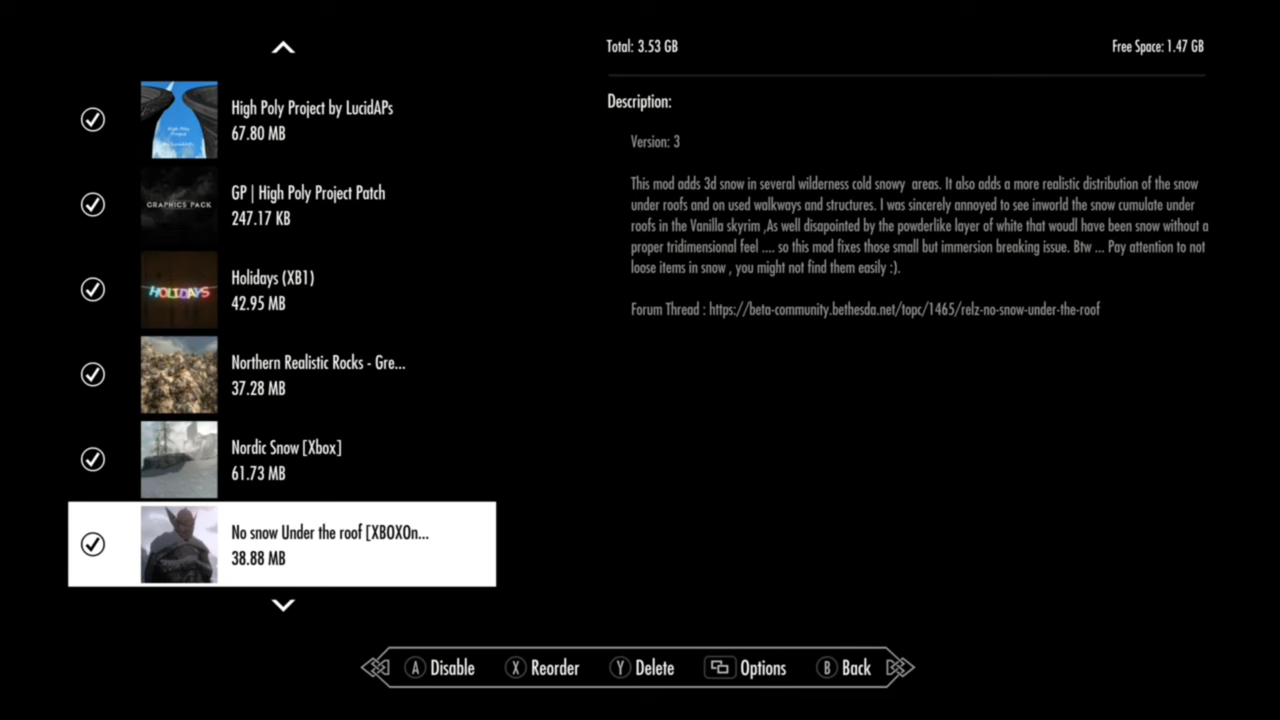 Total: 3.53 GB
Free Space: 1.47 GB
High Poly Project by LucidAPs
67.80 MB
High Poly
Project
By LucidAPs
GP | High Poly Project Patch
247.17 KB
GRAPHICS PACK
Holidays (XB1)
42.95 MB
HOLIDAYS
Northern Realistic Rocks - Gre...
37.28 MB
Nordic Snow [Xbox]
61.73 MB
No snow Under the roof [XBOXOn...
38.88 MB
Description:
Version: 3
This mod adds 3d snow in several wilderness cold snowy areas. It also adds a more realistic distribution of the snow
under roofs and on used walkways and structures. I was sincerely annoyed to see inworld the snow cumulate under
roofs in the Vanilla skyrim ,As well disapointed by the powderlike layer of white that woudl have been snow without a
proper tridimensional feel .... so this mod fixes those small but immersion breaking issue. Btw ... Pay attention to not
loose items in snow , you might not find them easily :).
Forum Thread : https://beta-community.bethesda.net/topc/1465/relz-no-snow-under-the-roof
A Disable X Reorder Y Delete Options B Back